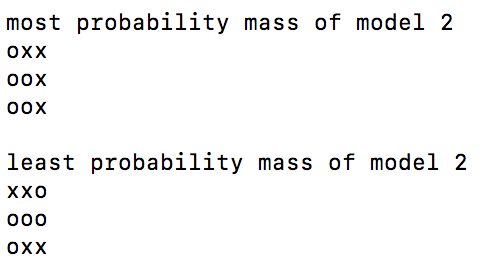 most probability mass of model 2
oxx
oox
oox

least probability mass of model 2
xxo
ooo
oxx